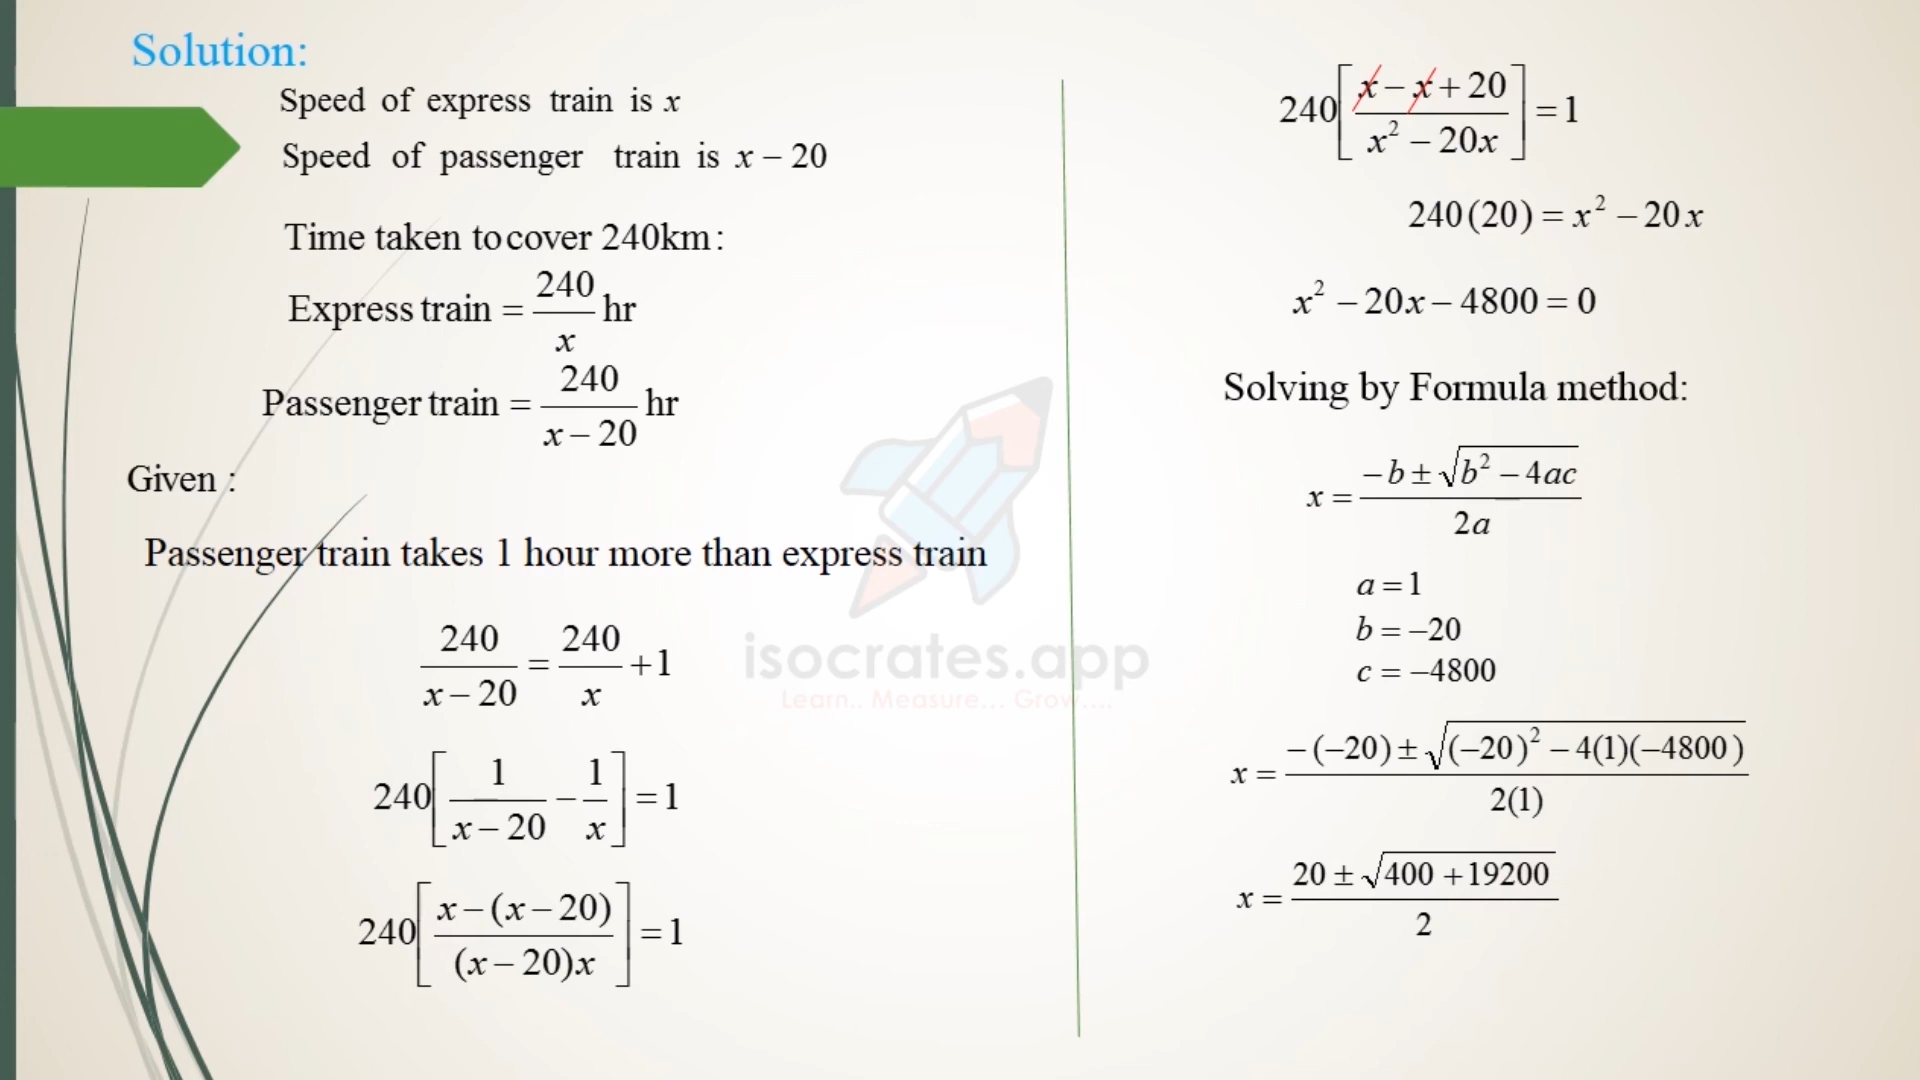 Solution:
Speed of express train is x
Speed of passenger train is x – 20
Time taken to cover 240km :
Express train = 240/x hr
Passenger train = 240/(x – 20) hr
Given :
Passenger train takes 1 hour more than express train
240/(x – 20) = 240/x + 1
240[1/(x – 20) – 1/x] = 1
240[(x – (x – 20))/((x – 20)x)] = 1
240[(x – x + 20)/(x² – 20x)] = 1
240(20) = x² – 20x
x² – 20x – 4800 = 0
Solving by Formula method:
x = (–b ± √(b² – 4ac))/(2a)
a = 1
b = –20
c = –4800
x = (–(–20) ± √((–20)² – 4(1)(–4800)))/(2(1))
x = (20 ± √(400 + 19200))/2
isocrates.app
Learn.. Measure... Grow....